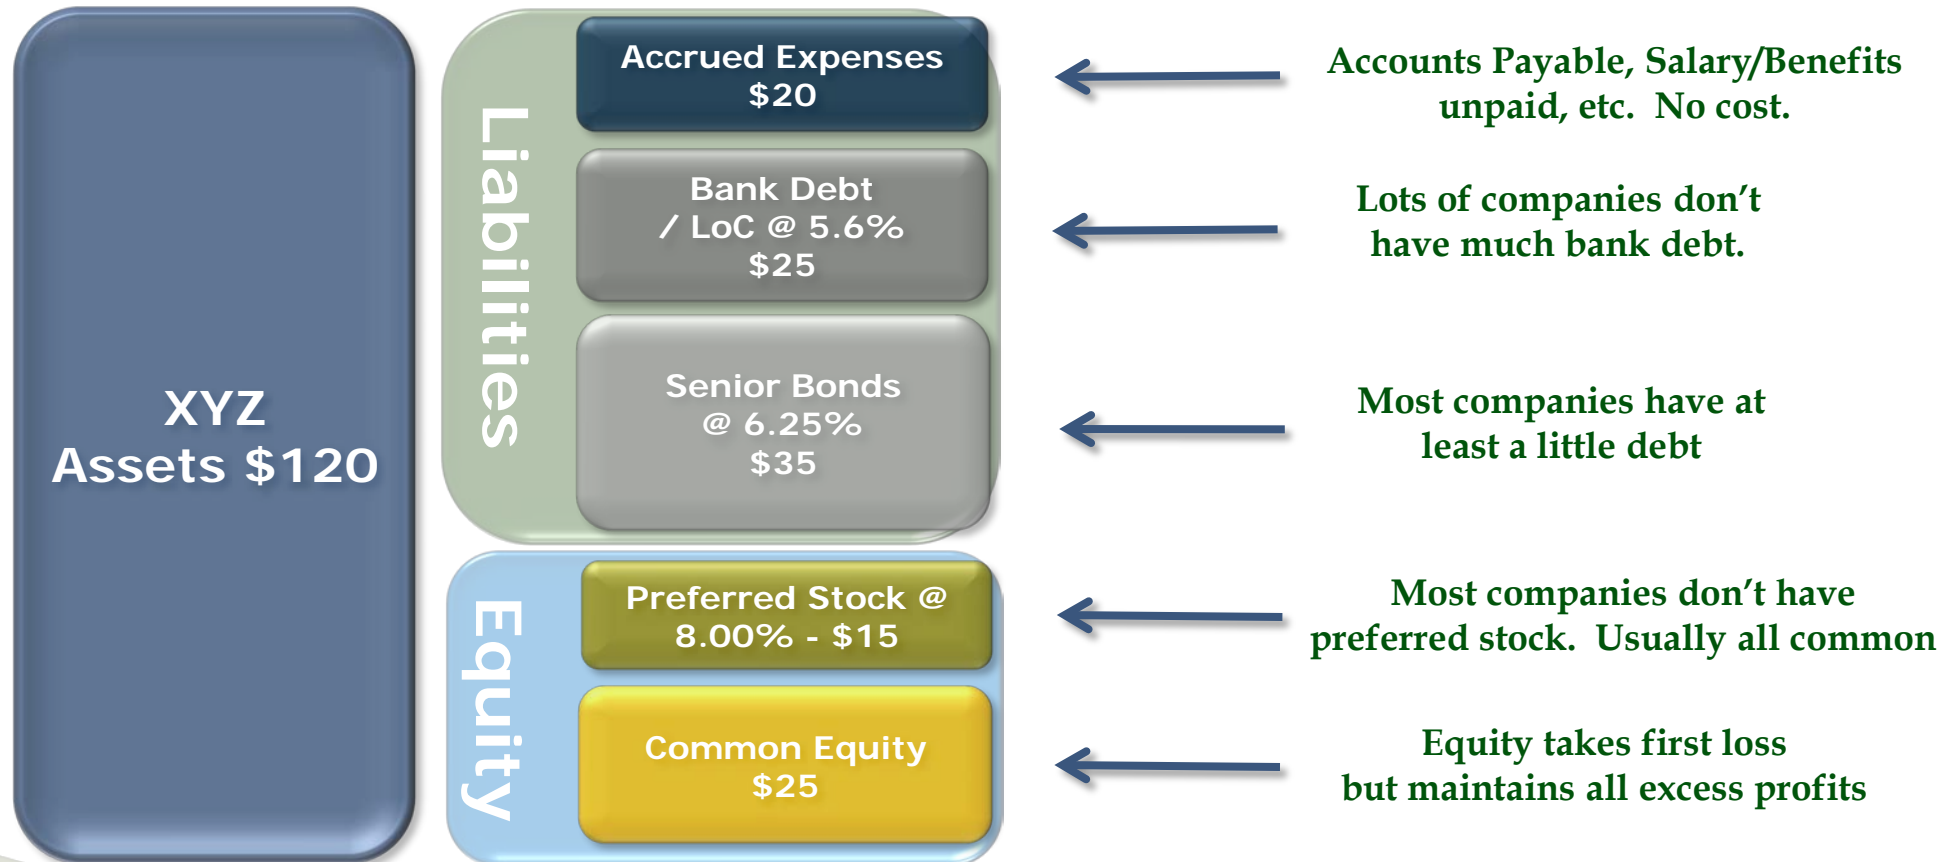 XYZ
Assets $120
Liabilities
Accrued Expenses
$20
Bank Debt
/ LoC @ 5.6%
$25
Senior Bonds
@ 6.25%
$35
Equity
Preferred Stock @
8.00% - $15
Common Equity
$25
Accounts Payable, Salary/Benefits
unpaid, etc.  No cost.
Lots of companies don’t
have much bank debt.
Most companies have at
least a little debt
Most companies don’t have
preferred stock.  Usually all common
Equity takes first loss
but maintains all excess profits